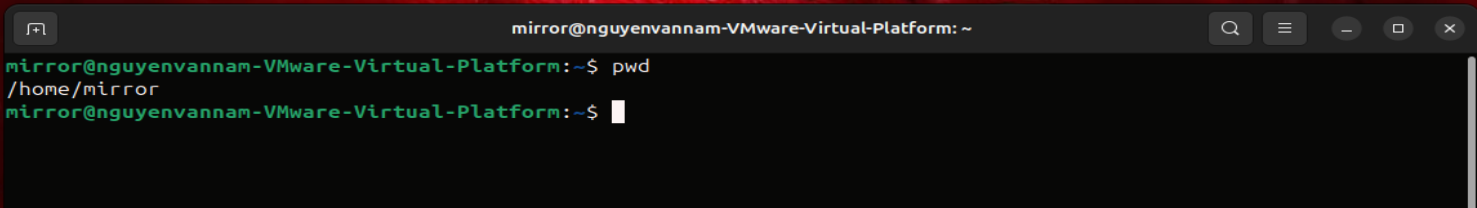 mirror@nguyenvannam-VMware-Virtual-Platform: ~
mirror@nguyenvannam-VMware-Virtual-Platform:~$ pwd
/home/mirror
mirror@nguyenvannam-VMware-Virtual-Platform:~$